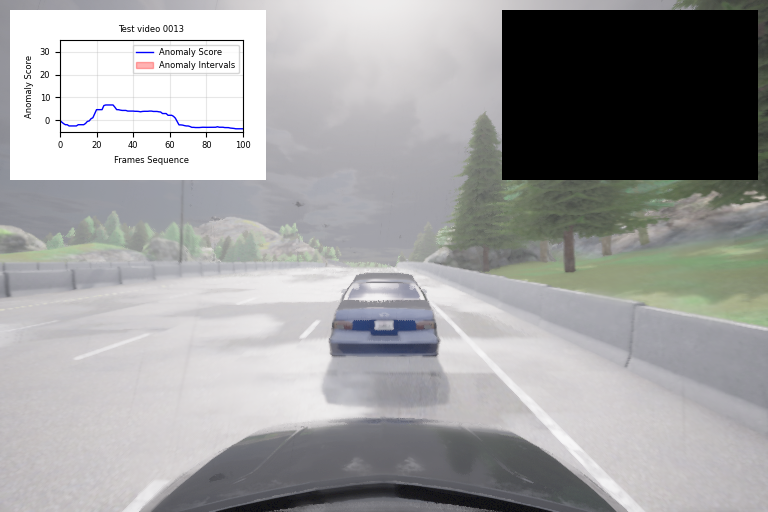 Test video 0013
Anomaly Score
Anomaly Intervals
Anomaly Score
30
20
10
0
0 20 40 60 80 100
Frames Sequence